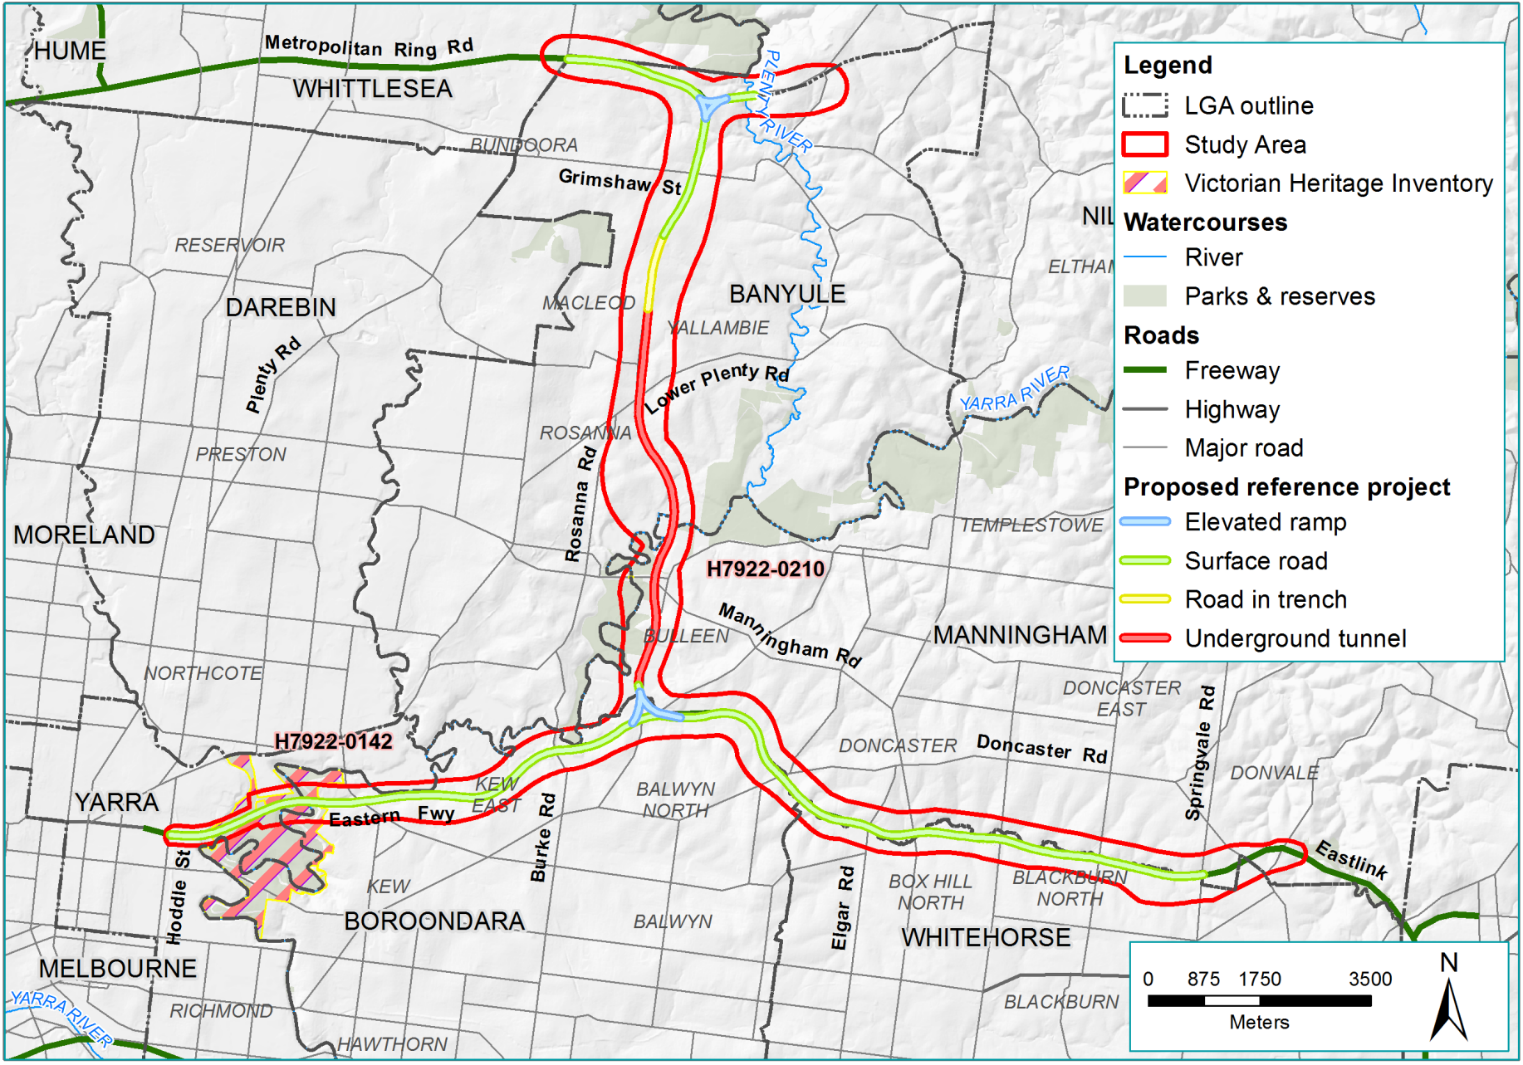 HUME
Metropolitan Ring Rd
WHITTLESEA
PLENTY RIVER
BUNDOORA
Grimshaw St
RESERVOIR
NIL
ELTHAM
MACLEOD
BANYULE
DAREBIN
YALLAMBIE
Plenty Rd
Lower Plenty Rd
YARRA RIVER
ROSANNA
PRESTON
Rosanna Rd
MORELAND
TEMPLESTOWE
H7922-0210
Manningham Rd
BULLEEN
MANNINGHAM
NORTHCOTE
DONCASTER
EAST
Springvale Rd
H7922-0142
DONCASTER
Doncaster Rd
DONVALE
YARRA
KEW
EAST
BALWYN
NORTH
Eastern Fwy
Burke Rd
Eastlink
Hoddle St
KEW
BOX HILL
NORTH
BLACKBURN
NORTH
Elgar Rd
BOROONDARA
BALWYN
WHITEHORSE
MELBOURNE
YARRA RIVER
RICHMOND
BLACKBURN
HAWTHORN
Legend
LGA outline
Study Area
Victorian Heritage Inventory
Watercourses
River
Parks & reserves
Roads
Freeway
Highway
Major road
Proposed reference project
Elevated ramp
Surface road
Road in trench
Underground tunnel
0 875 1750 3500
Meters
N